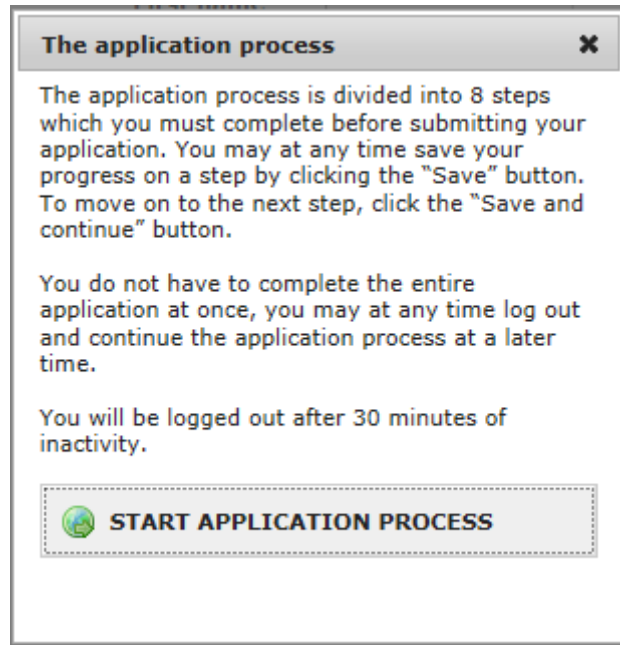 The application process
The application process is divided into 8 steps
which you must complete before submitting your
application. You may at any time save your
progress on a step by clicking the “Save” button.
To move on to the next step, click the “Save and
continue” button.
You do not have to complete the entire
application at once, you may at any time log out
and continue the application process at a later
time.
You will be logged out after 30 minutes of
inactivity.
START APPLICATION PROCESS